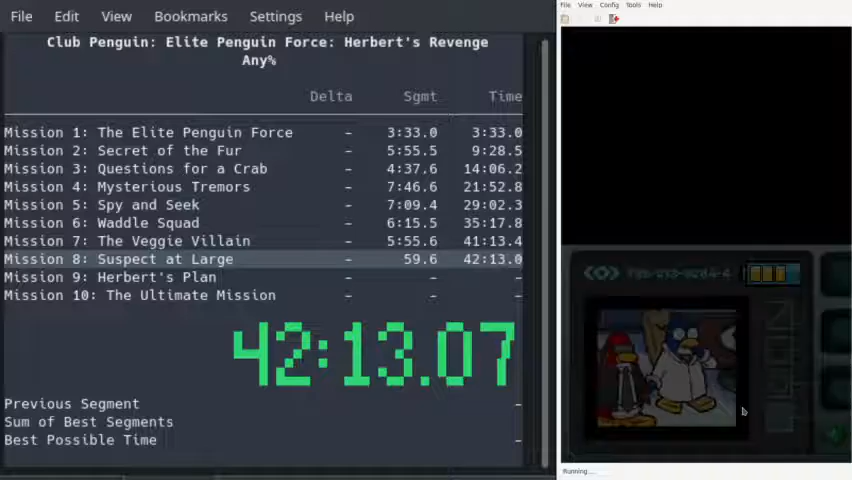 File Edit View Bookmarks Settings Help
File View Config Tools Help
Club Penguin: Elite Penguin Force: Herbert's Revenge
Any%
Delta Sgmt Time
Mission 1: The Elite Penguin Force – 3:33.0 3:33.0
Mission 2: Secret of the Fur – 5:55.5 9:28.5
Mission 3: Questions for a Crab – 4:37.6 14:06.2
Mission 4: Mysterious Tremors – 7:46.6 21:52.8
Mission 5: Spy and Seek – 7:09.4 29:02.3
Mission 6: Waddle Squad – 6:15.5 35:17.8
Mission 7: The Veggie Villain – 5:55.6 41:13.4
Mission 8: Suspect at Large – 59.6 42:13.0
Mission 9: Herbert's Plan – – –
Mission 10: The Ultimate Mission – – –
42:13.07
Previous Segment –
Sum of Best Segments –
Best Possible Time –
Running...